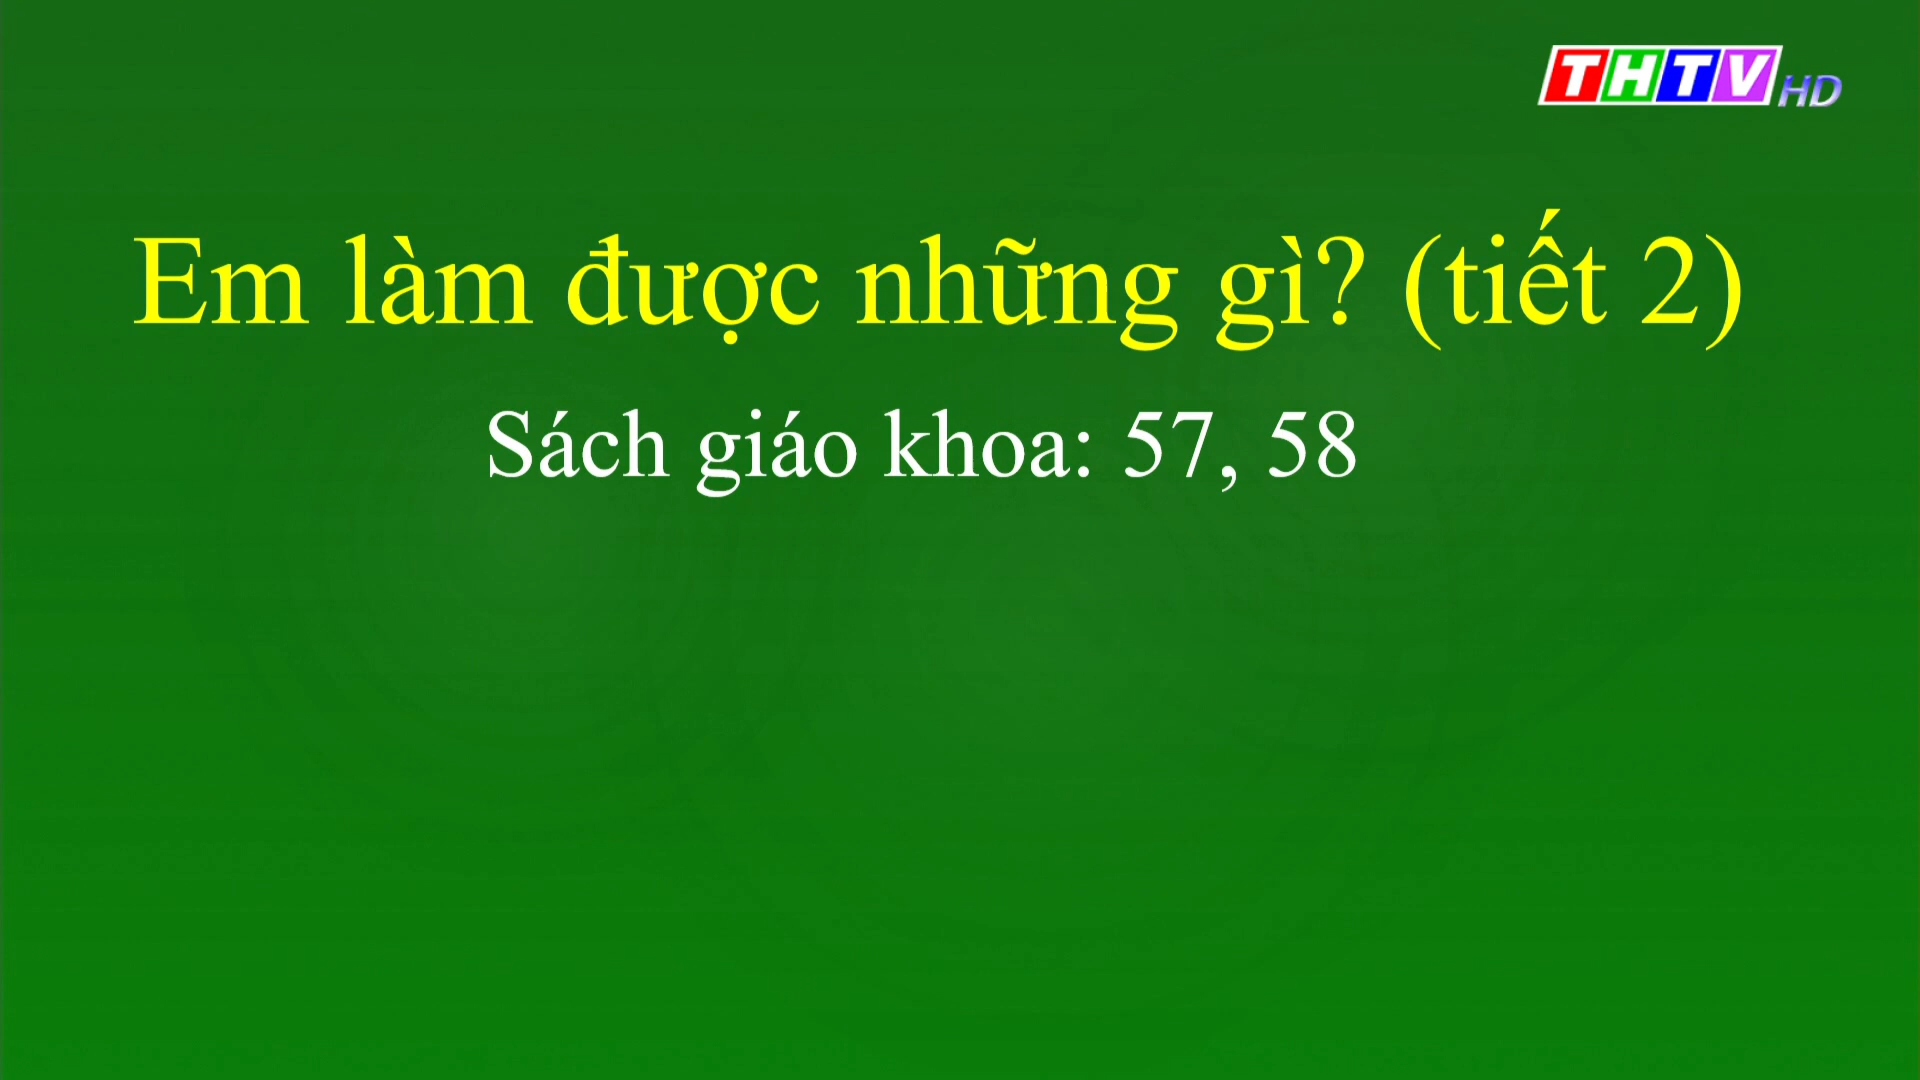 THTV HD
Em làm được những gì? (tiết 2)
Sách giáo khoa: 57, 58